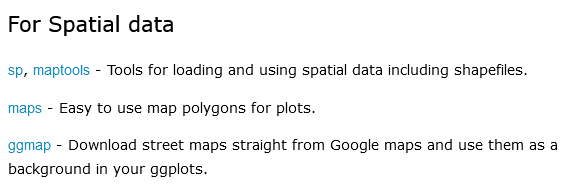 For Spatial data
sp, maptools - Tools for loading and using spatial data including shapefiles.
maps - Easy to use map polygons for plots.
ggmap - Download street maps straight from Google maps and use them as a
background in your ggplots.